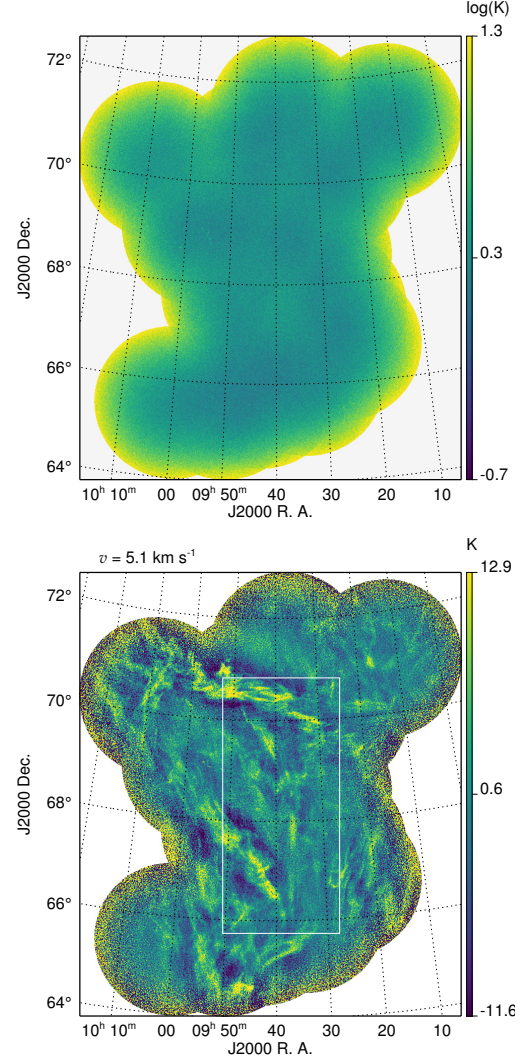 log(K)
1.3
72°
70°
68°
66°
64°
J2000 Dec.
0.3
-0.7
10h 10m 00 09h 50m 40 30 20 10
J2000 R. A.
v = 5.1 km s-1
K
12.9
72°
70°
68°
66°
64°
J2000 Dec.
0.6
-11.6
10h 10m 00 09h 50m 40 30 20 10
J2000 R. A.